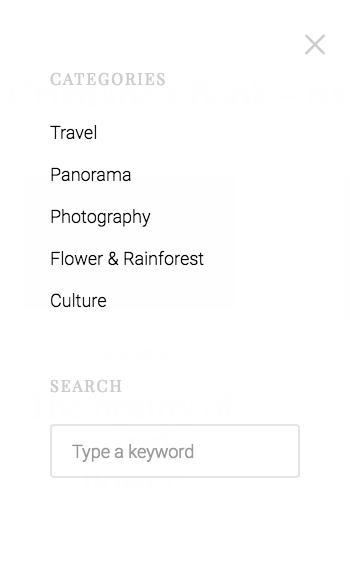 CATEGORIES
Travel
Panorama
Photography
Flower & Rainforest
Culture
SEARCH
Type a keyword